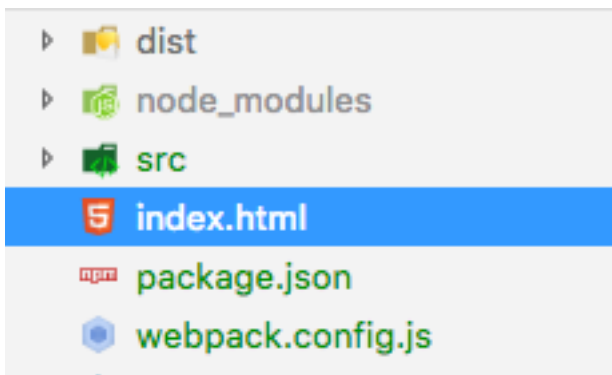 dist
node_modules
src
index.html
package.json
webpack.config.js